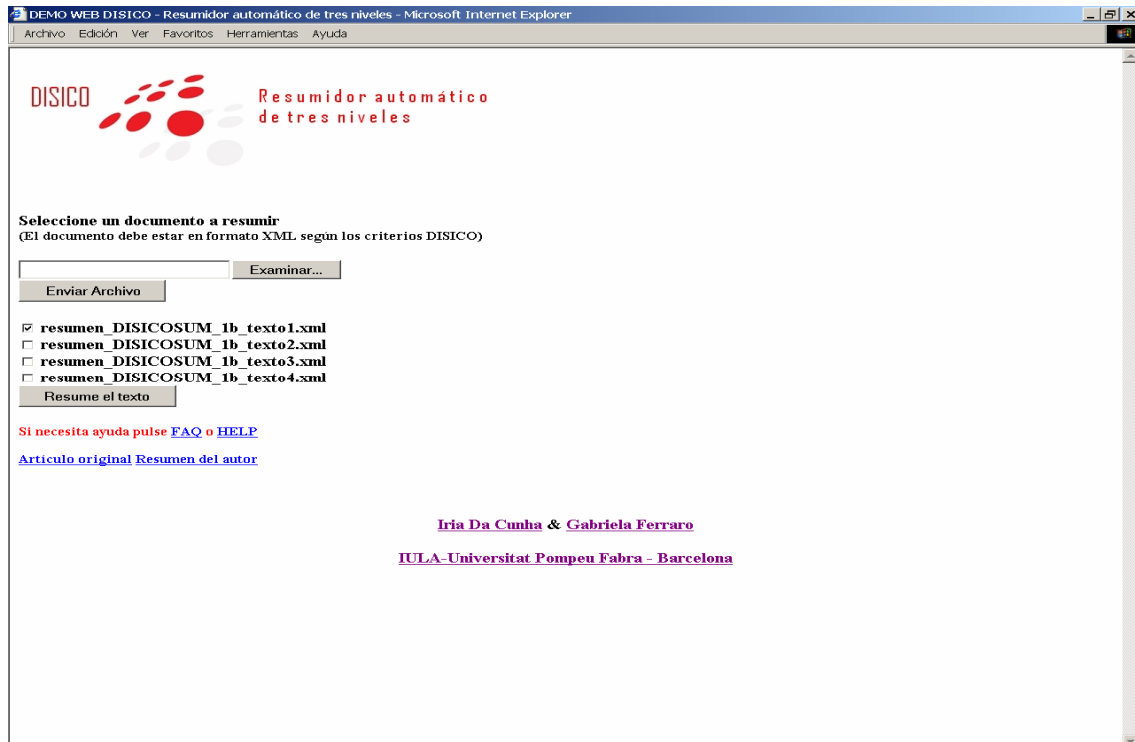 DEMO WEB DISICO - Resumidor automático de tres niveles - Microsoft Internet Explorer
Archivo Edición Ver Favoritos Herramientas Ayuda
DISICO
Resumidor automático
de tres niveles
Seleccione un documento a resumir
(El documento debe estar en formato XML según los criterios DISICO)
Examinar...
Enviar Archivo
resumen_DISICOSUM_1b_texto1.xml
resumen_DISICOSUM_1b_texto2.xml
resumen_DISICOSUM_1b_texto3.xml
resumen_DISICOSUM_1b_texto4.xml
Resume el texto
Si necesita ayuda pulse FAQ o HELP
Artículo original Resumen del autor
Iria Da Cunha & Gabriela Ferraro
IULA-Universitat Pompeu Fabra - Barcelona